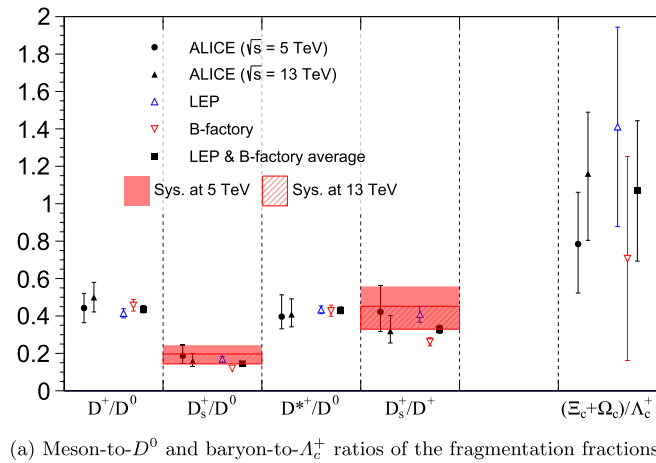 2
1.8
1.6
1.4
1.2
1
0.8
0.6
0.4
0.2
0
ALICE (√s = 5 TeV)
ALICE (√s = 13 TeV)
LEP
B-factory
LEP & B-factory average
Sys. at 5 TeV Sys. at 13 TeV
D⁺/D⁰ Dₛ⁺/D⁰ D*⁺/D⁰ Dₛ⁺/D⁺ (Ξc+Ωc)/Λc⁺
(a) Meson-to-D⁰ and baryon-to-Λc⁺ ratios of the fragmentation fractions